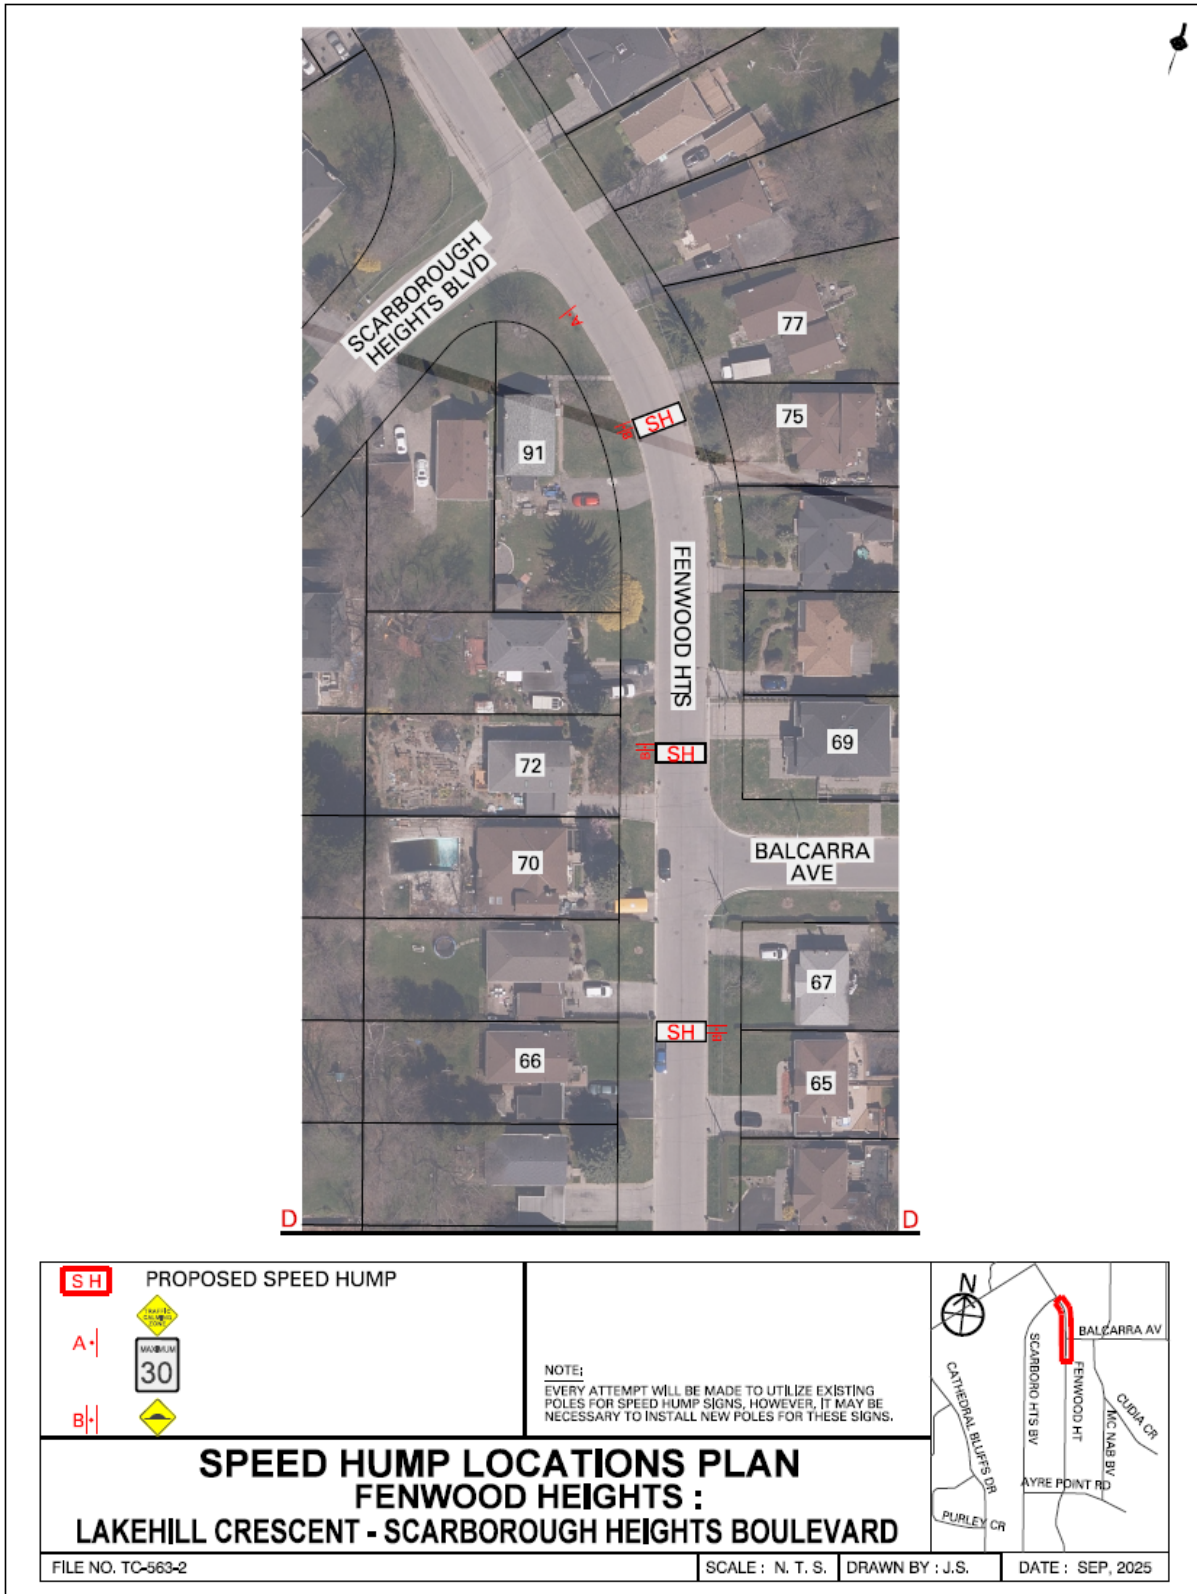 SCARBOROUGH
HEIGHTS BLVD
A
77
SH
75
91
FENWOOD HTS
69
SH
B
72
BALCARRA
AVE
70
67
SH
66
65
D
D
SH
PROPOSED SPEED HUMP
TRAFFIC
CALMING
ZONE
A
MAXIMUM
30
B
NOTE:
EVERY ATTEMPT WILL BE MADE TO UTILIZE EXISTING
POLES FOR SPEED HUMP SIGNS, HOWEVER, IT MAY BE
NECESSARY TO INSTALL NEW POLES FOR THESE SIGNS.
N
BALCARRA AV
SCARBORO HTS BV
FENWOOD HT
CUDIA CR
MC NAB BV
CATHEDRAL BLUFFS DR
AYRE POINT RD
PURLEY CR
SPEED HUMP LOCATIONS PLAN
FENWOOD HEIGHTS :
LAKEHILL CRESCENT - SCARBOROUGH HEIGHTS BOULEVARD
FILE NO. TC-563-2
SCALE : N. T. S.
DRAWN BY : J.S.
DATE : SEP, 2025